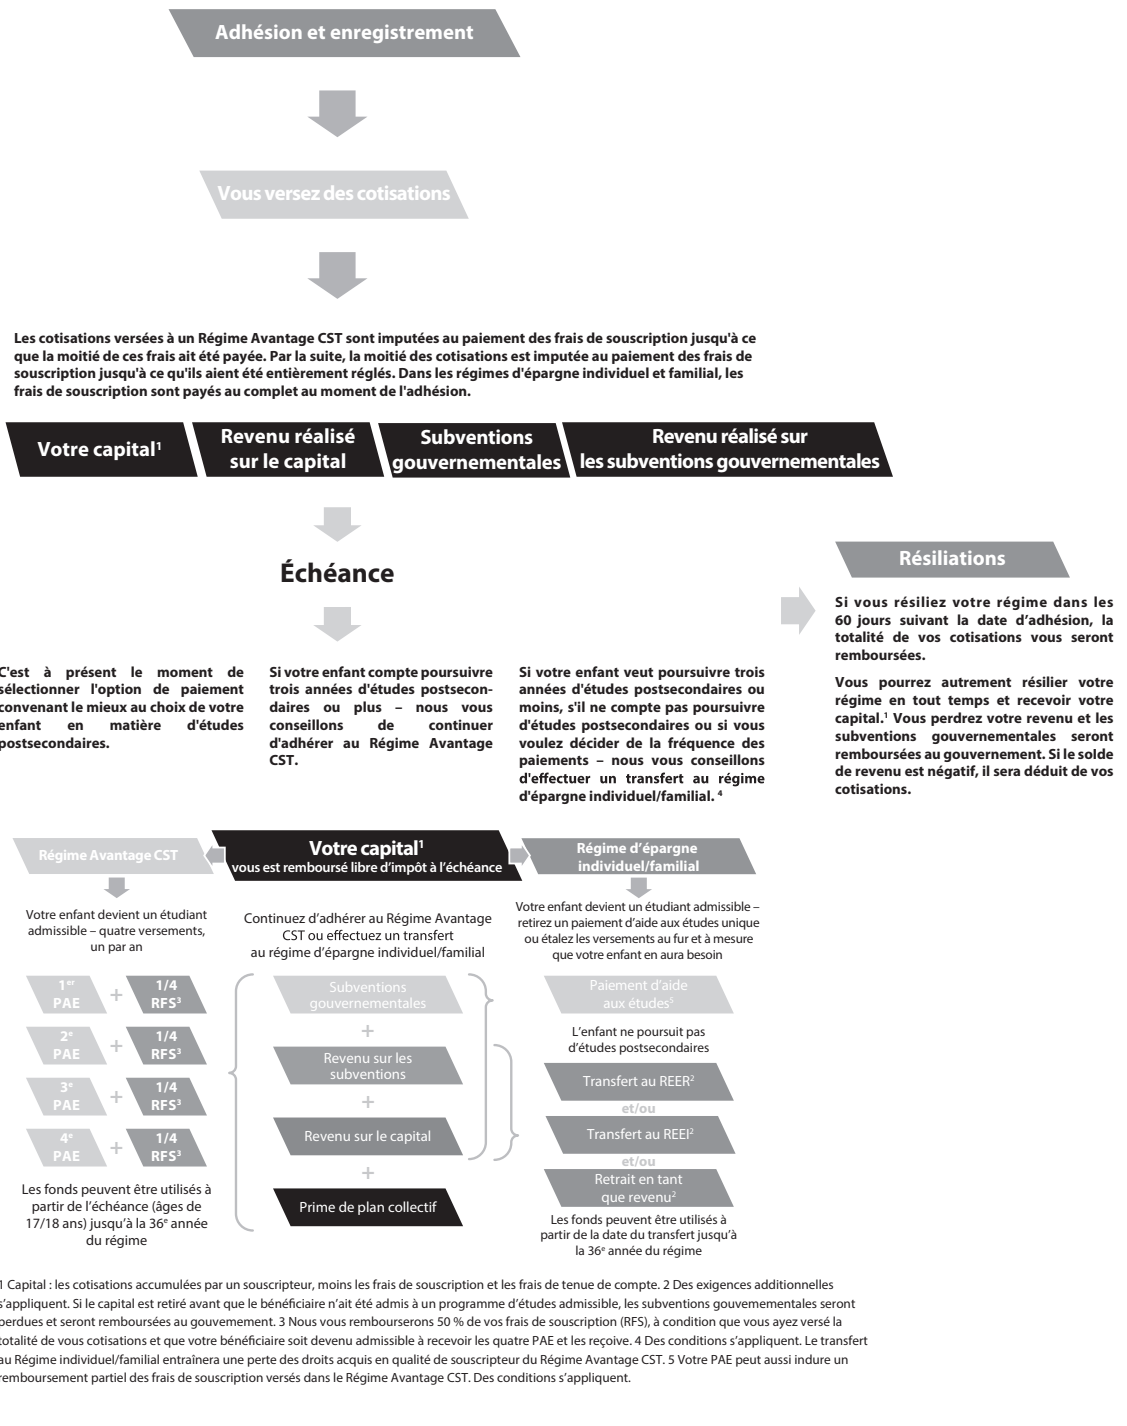 Adhésion et enregistrement
Vous versez des cotisations
Les cotisations versées à un Régime Avantage CST sont imputées au paiement des frais de souscription jusqu'à ce
que la moitié de ces frais ait été payée. Par la suite, la moitié des cotisations est imputée au paiement des frais de
souscription jusqu'à ce qu'ils aient été entièrement réglés. Dans les régimes d'épargne individuel et familial, les
frais de souscription sont payés au complet au moment de l'adhésion.
Votre capital¹
Revenu réalisé
sur le capital
Subventions
gouvernementales
Revenu réalisé sur
les subventions gouvernementales
Échéance
Résiliations
Si vous résiliez votre régime dans les
60 jours suivant la date d’adhésion, la
totalité de vos cotisations vous seront
remboursées.
Vous pourrez autrement résilier votre
régime en tout temps et recevoir votre
capital.¹ Vous perdrez votre revenu et les
subventions gouvernementales seront
remboursées au gouvernement. Si le solde
de revenu est négatif, il sera déduit de vos
cotisations.
C'est à présent le moment de
sélectionner l'option de paiement
convenant le mieux au choix de votre
enfant en matière d'études
postsecondaires.
Si votre enfant compte poursuivre
trois années d'études postsecon-
daires ou plus – nous vous
conseillons de continuer
d'adhérer au Régime Avantage
CST.
Si votre enfant veut poursuivre trois
années d'études postsecondaires ou
moins, s'il ne compte pas poursuivre
d'études postsecondaires ou si vous
voulez décider de la fréquence des
paiements – nous vous conseillons
d'effectuer un transfert au régime
d'épargne individuel/familial. ⁴
Régime Avantage CST
Votre capital¹
vous est remboursé libre d’impôt à l’échéance
Régime d’épargne
individuel/familial
Votre enfant devient un étudiant
admissible – quatre versements,
un par an
Continuez d’adhérer au Régime Avantage
CST ou effectuez un transfert
au régime d’épargne individuel/familial
Votre enfant devient un étudiant admissible –
retirez un paiement d’aide aux études unique
ou étalez les versements au fur et à mesure
que votre enfant en aura besoin
1er
PAE
+
1/4
RFS³
2e
PAE
+
1/4
RFS³
3e
PAE
+
1/4
RFS³
4e
PAE
+
1/4
RFS³
Les fonds peuvent être utilisés à
partir de l’échéance (âges de
17/18 ans) jusqu’à la 36e année
du régime
Subventions
gouvernementales
+
Revenu sur les
subventions
+
Revenu sur le capital
+
Prime de plan collectif
Paiement d’aide
aux études⁵
L’enfant ne poursuit pas
d’études postsecondaires
Transfert au REER²
et/ou
Transfert au REEI²
et/ou
Retrait en tant
que revenu²
Les fonds peuvent être utilisés à
partir de la date du transfert jusqu’à
la 36e année du régime
1 Capital : les cotisations accumulées par un souscripteur, moins les frais de souscription et les frais de tenue de compte. 2 Des exigences additionnelles
s’appliquent. Si le capital est retiré avant que le bénéficiaire n’ait été admis à un programme d’études admissible, les subventions gouvemementales seront
perdues et seront remboursées au gouvemement. 3 Nous vous rembourserons 50 % de vos frais de souscription (RFS), à condition que vous ayez versé la
totalité de vous cotisations et que votre bénéficiaire soit devenu admissible à recevoir les quatre PAE et les reçoive. 4 Des conditions s’appliquent. Le transfert
au Régime individuel/familial entraînera une perte des droits acquis en qualité de souscripteur du Régime Avantage CST. 5 Votre PAE peut aussi indure un
remboursement partiel des frais de souscription versés dans le Régime Avantage CST. Des conditions s’appliquent.